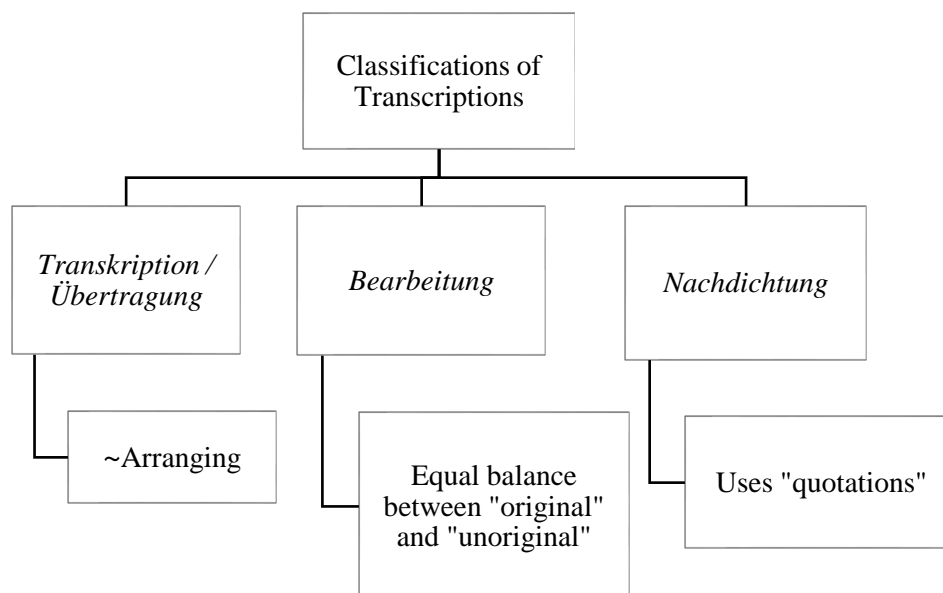 Classifications of
Transcriptions
Transkription /
Übertragung
Bearbeitung
Nachdichtung
~Arranging
Equal balance
between "original"
and "unoriginal"
Uses "quotations"